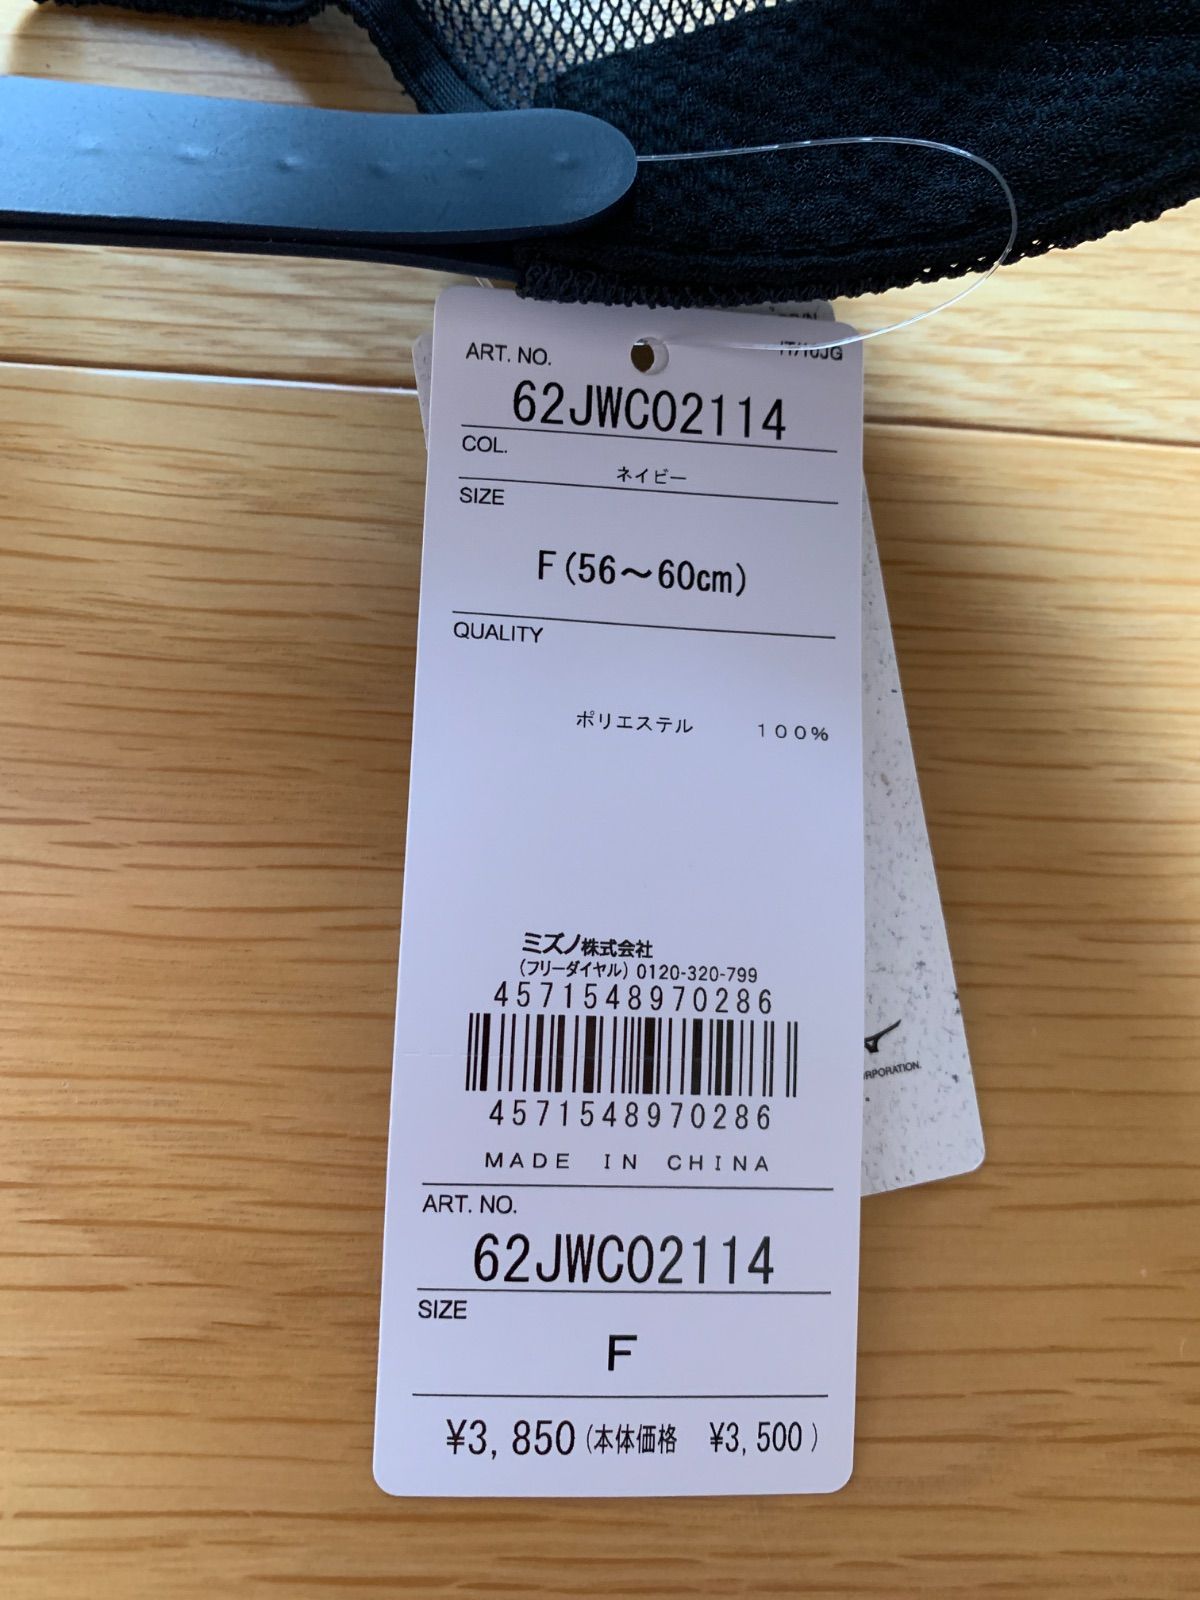 ART. NO.
62JWC02114
COL.
ネイビー
SIZE
F(56～60cm)
QUALITY
ポリエステル　１００％
ミズノ株式会社
(フリーダイヤル) 0120-320-799
4571548970286
4571548970286
MADE IN CHINA
ART. NO.
62JWC02114
SIZE
F
¥3,850(本体価格 ¥3,500)